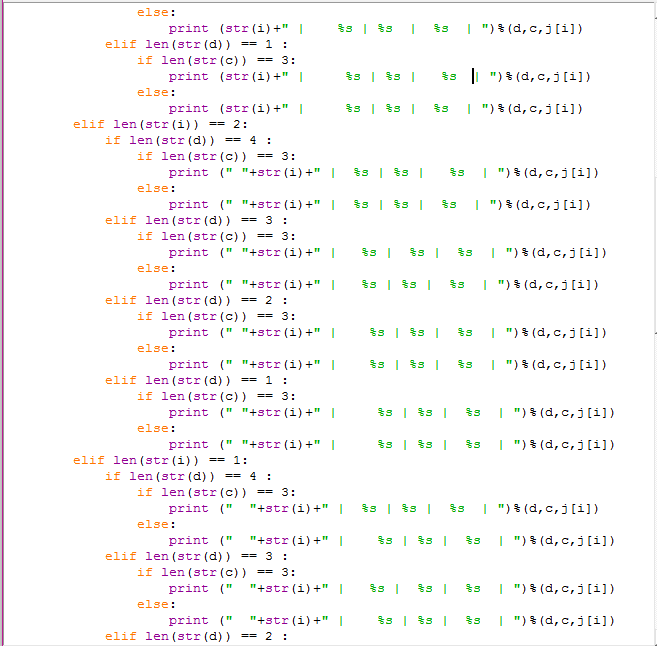 else:
                    print (str(i)+" |    %s | %s  |  %s  | ")%(d,c,j[i])
            elif len(str(d)) == 1 :
                if len(str(c)) == 3:
                    print (str(i)+" |     %s | %s |   %s  | ")%(d,c,j[i])
                else:
                    print (str(i)+" |     %s | %s |  %s  | ")%(d,c,j[i])
        elif len(str(i)) == 2:
            if len(str(d)) == 4 :
                if len(str(c)) == 3:
                    print (" "+str(i)+" |  %s | %s |   %s  | ")%(d,c,j[i])
                else:
                    print (" "+str(i)+" |  %s | %s |  %s  | ")%(d,c,j[i])
            elif len(str(d)) == 3 :
                if len(str(c)) == 3:
                    print (" "+str(i)+" |   %s |  %s |  %s  | ")%(d,c,j[i])
                else:
                    print (" "+str(i)+" |   %s | %s |  %s  | ")%(d,c,j[i])
            elif len(str(d)) == 2 :
                if len(str(c)) == 3:
                    print (" "+str(i)+" |    %s | %s |  %s  | ")%(d,c,j[i])
                else:
                    print (" "+str(i)+" |    %s | %s |  %s  | ")%(d,c,j[i])
            elif len(str(d)) == 1 :
                if len(str(c)) == 3:
                    print (" "+str(i)+" |     %s | %s |  %s  | ")%(d,c,j[i])
                else:
                    print (" "+str(i)+" |     %s | %s |  %s  | ")%(d,c,j[i])
        elif len(str(i)) == 1:
            if len(str(d)) == 4 :
                if len(str(c)) == 3:
                    print ("  "+str(i)+" |  %s | %s |  %s  | ")%(d,c,j[i])
                else:
                    print ("  "+str(i)+" |    %s | %s |  %s  | ")%(d,c,j[i])
            elif len(str(d)) == 3 :
                if len(str(c)) == 3:
                    print ("  "+str(i)+" |   %s |  %s |  %s  | ")%(d,c,j[i])
                else:
                    print ("  "+str(i)+" |    %s | %s |  %s  | ")%(d,c,j[i])
            elif len(str(d)) == 2 :